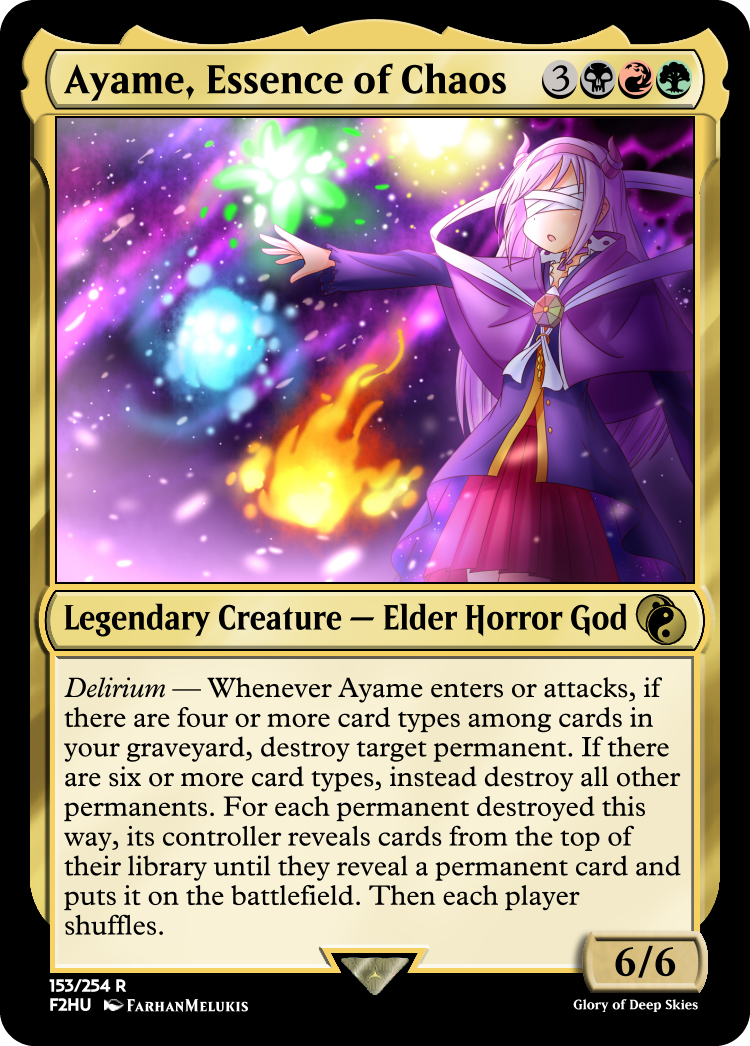 Ayame, Essence of Chaos 3
Legendary Creature — Elder Horror God
Delirium — Whenever Ayame enters or attacks, if
there are four or more card types among cards in
your graveyard, destroy target permanent. If there
are six or more card types, instead destroy all other
permanents. For each permanent destroyed this
way, its controller reveals cards from the top of
their library until they reveal a permanent card and
puts it on the battlefield. Then each player
shuffles.
6/6
153/254 R
F2HU FarhanMelukis
Glory of Deep Skies